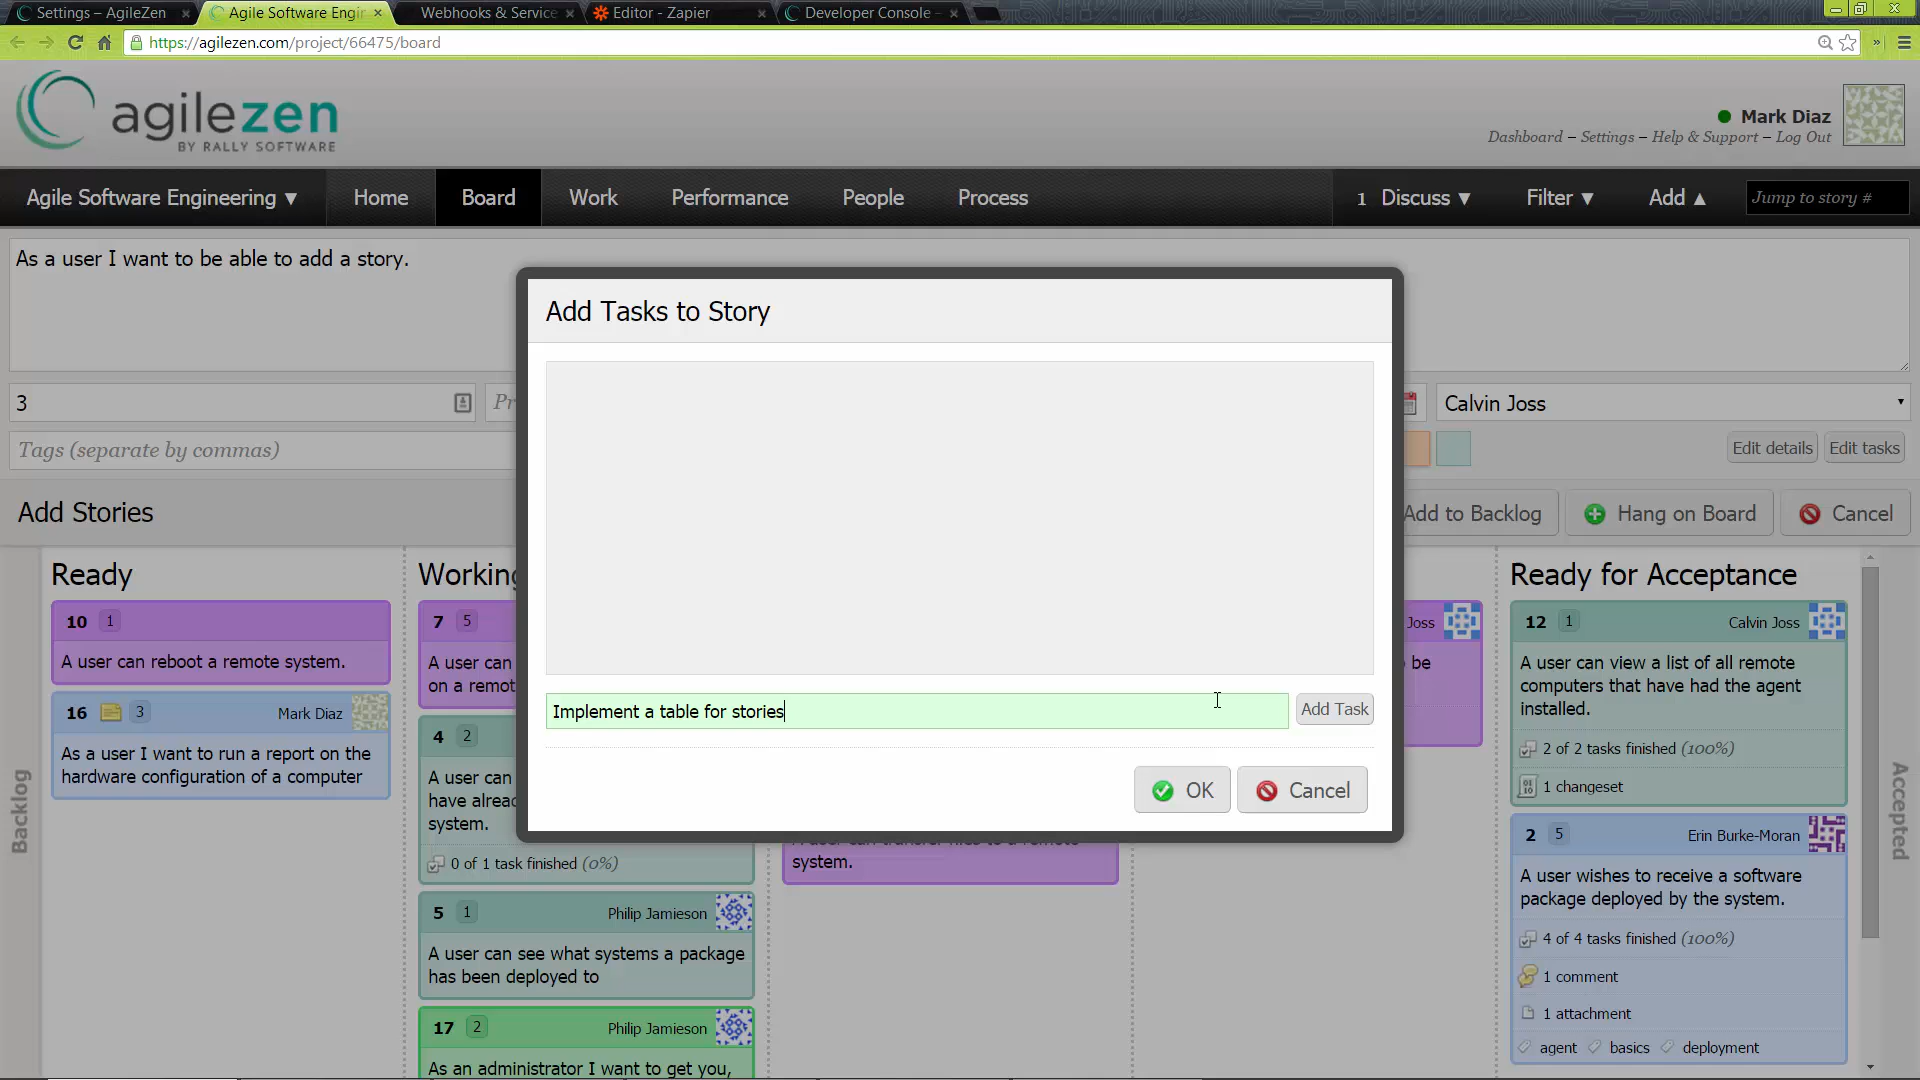 Settings – AgileZen
Agile Software Engin
Webhooks & Service
Editor - Zapier
Developer Console –
https://agilezen.com/project/66475/board
agilezen
BY RALLY SOFTWARE
Mark Diaz
Dashboard – Settings – Help & Support – Log Out
Agile Software Engineering ▼
Home
Board
Work
Performance
People
Process
1 Discuss ▼
Filter ▼
Add ▲
Jump to story #
As a user I want to be able to add a story.
3
Pr
Calvin Joss
Tags (separate by commas)
Edit details
Edit tasks
Add Stories
Add to Backlog
Hang on Board
Cancel
Add Tasks to Story
Implement a table for stories
Add Task
OK
Cancel
Backlog
Ready
10 1
A user can reboot a remote system.
16 3 Mark Diaz
As a user I want to run a report on the
hardware configuration of a computer
Working
7 5
A user can
on a remot
4 2
A user can
have alread
system.
0 of 1 task finished (0%)
5 1 Philip Jamieson
A user can see what systems a package
has been deployed to
17 2 Philip Jamieson
As an administrator I want to get you,
system.
Joss
be
Ready for Acceptance
12 1 Calvin Joss
A user can view a list of all remote
computers that have had the agent
installed.
2 of 2 tasks finished (100%)
1 changeset
2 5 Erin Burke-Moran
A user wishes to receive a software
package deployed by the system.
4 of 4 tasks finished (100%)
1 comment
1 attachment
agent basics deployment
Accepted